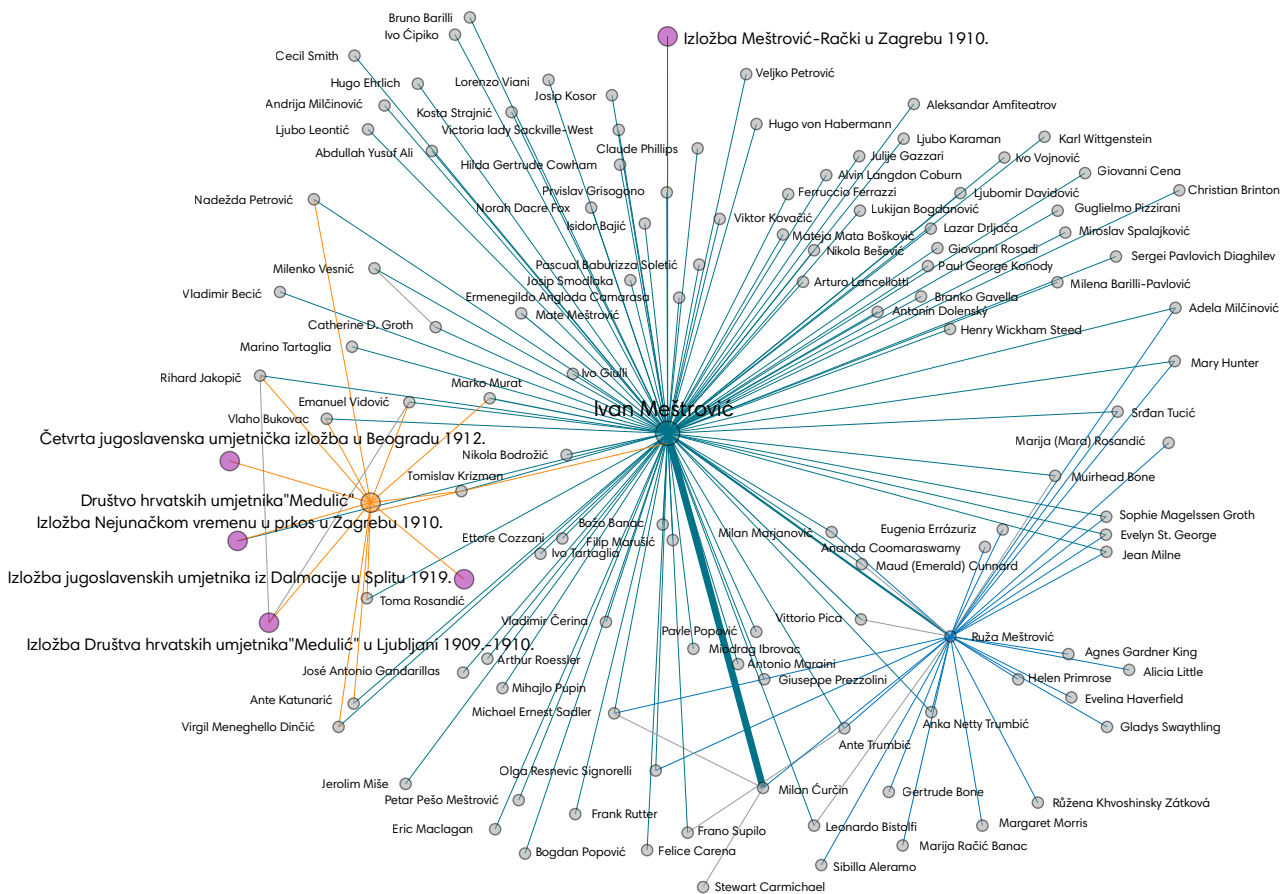 Bruno Barilli
Ivo Ćipiko
Izložba Meštrović-Rački u Zagrebu 1910.
Cecil Smith
Veljko Petrović
Hugo Ehrlich
Lorenzo Viani
Josip Kosor
Andrija Milčinović
Kosta Strajnić
Aleksandar Amfiteatrov
Hugo von Habermann
Ljubo Leontić
Victoria lady Sackville-West
Ljubo Karaman
Karl Wittgenstein
Abdullah Yusuf Ali
Claude Phillips
Julije Gazzari
Ivo Vojnović
Hilda Gertrude Cowham
Alvin Langdon Coburn
Giovanni Cena
Nadežda Petrović
Prvislav Grisogono
Ferruccio Ferrazzi
Ljubomir Davidović
Christian Brinton
Norah Dacre Fox
Lukijan Bogdanović
Guglielmo Pizzirani
Isidor Bajić
Viktor Kovačić
Mateja Mata Bošković
Lazar Drljača
Miroslav Spalajković
Nikola Bešević
Giovanni Rosadi
Milenko Vesnić
Pascual Baburizza Soletić
Paul George Konody
Sergei Pavlovich Diaghilev
Vladimir Becić
Josip Smodlaka
Arturo Lancellotti
Milena Barilli-Pavlović
Ermenegildo Anglada Camarasa
Branko Gavella
Catherine D. Groth
Mate Meštrović
Antonín Dolenský
Adela Milčinović
Henry Wickham Steed
Marino Tartaglia
Rihard Jakopič
Marko Murat
Ivo Giulli
Mary Hunter
Emanuel Vidović
Ivan Meštrović
Vlaho Bukovac
Srđan Tucić
Četvrta jugoslavenska umjetnička izložba u Beogradu 1912.
Nikola Bodrožić
Marija (Mara) Rosandić
Tomislav Krizman
Muirhead Bone
Društvo hrvatskih umjetnika"Medulić"
Izložba Nejunačkom vremenu u prkos u Zagrebu 1910.
Božo Banac
Sophie Magelssen Groth
Ettore Cozzani
Filip Marušić
Milan Marjanović
Eugenia Errázuriz
Evelyn St. George
Ivo Tartaglia
Ananda Coomaraswamy
Jean Milne
Maud (Emerald) Cunnard
Izložba jugoslavenskih umjetnika iz Dalmacije u Splitu 1919.
Toma Rosandić
Vladimir Čerina
Pavle Popović
Vittorio Pica
Ruža Meštrović
Izložba Društva hrvatskih umjetnika"Medulić" u Ljubljani 1909.-1910.
Miodrag Ibrovac
Agnes Gardner King
Arthur Roessler
Antonio Maraini
José Antonio Gandarillas
Giuseppe Prezzolini
Helen Primrose
Alicia Little
Mihajlo Pupin
Evelina Haverfield
Ante Katunarić
Michael Ernest Sadler
Anka Netty Trumbić
Virgil Meneghello Dinčić
Gladys Swaythling
Ante Trumbić
Olga Resnevic Signorelli
Jerolim Miše
Milan Ćurčin
Gertrude Bone
Petar Pešo Meštrović
Růžena Khvoshinsky Zátková
Frank Rutter
Eric Maclagan
Frano Supilo
Leonardo Bistolfi
Margaret Morris
Bogdan Popović
Felice Carena
Marija Račić Banac
Sibilla Aleramo
Stewart Carmichael